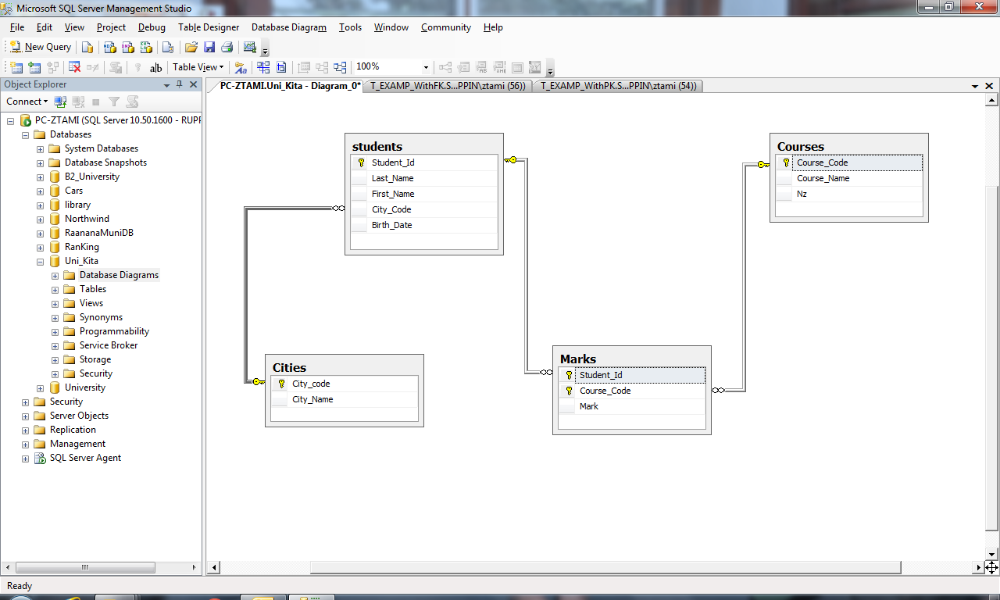 Microsoft SQL Server Management Studio
File Edit View Project Debug Table Designer Database Diagram Tools Window Community Help
New Query
ab| Table View 100%
Object Explorer
Connect
PC-ZTAMI (SQL Server 10.50.1600 - RUPPI
Databases
System Databases
Database Snapshots
B2_University
Cars
library
Northwind
RaananaMuniDB
RanKing
Uni_Kita
Database Diagrams
Tables
Views
Synonyms
Programmability
Service Broker
Storage
Security
University
Security
Server Objects
Replication
Management
SQL Server Agent
PC-ZTAMI.Uni_Kita - Diagram_0* T_EXAMP_WithFK.S...PPIN\ztami (56)) T_EXAMP_WithPK.S...PPIN\ztami (54))
students
Student_Id
Last_Name
First_Name
City_Code
Birth_Date
Courses
Course_Code
Course_Name
Nz
Cities
City_code
City_Name
Marks
Student_Id
Course_Code
Mark
Ready